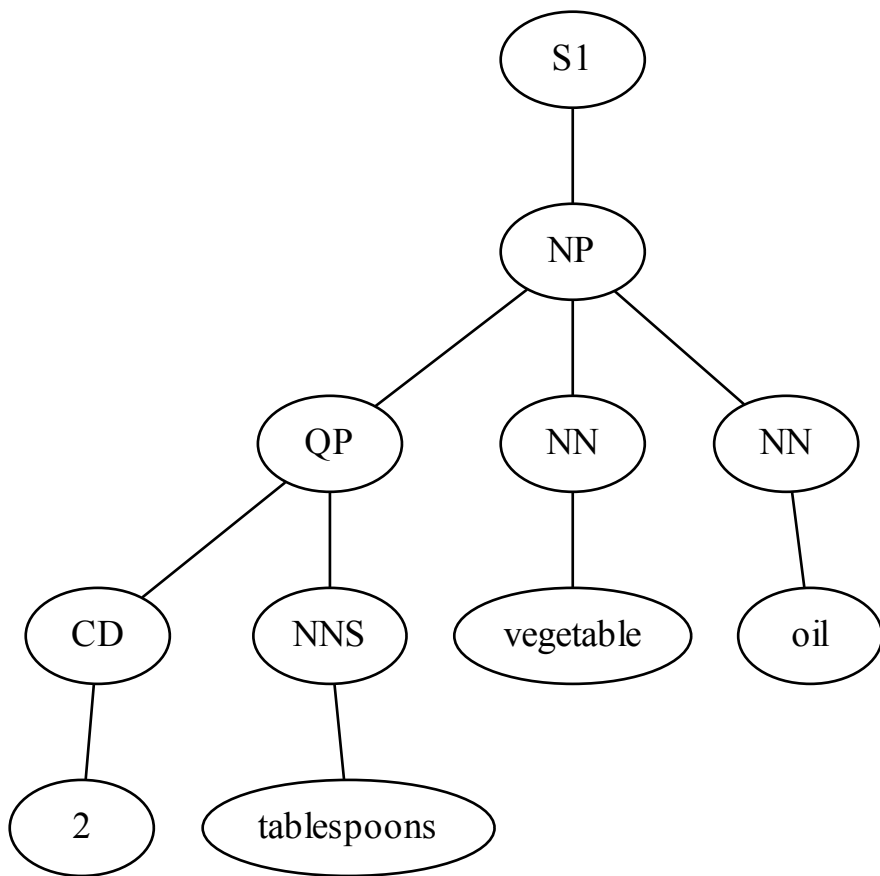 S1
NP
QP NN NN
CD NNS vegetable oil
2 tablespoons